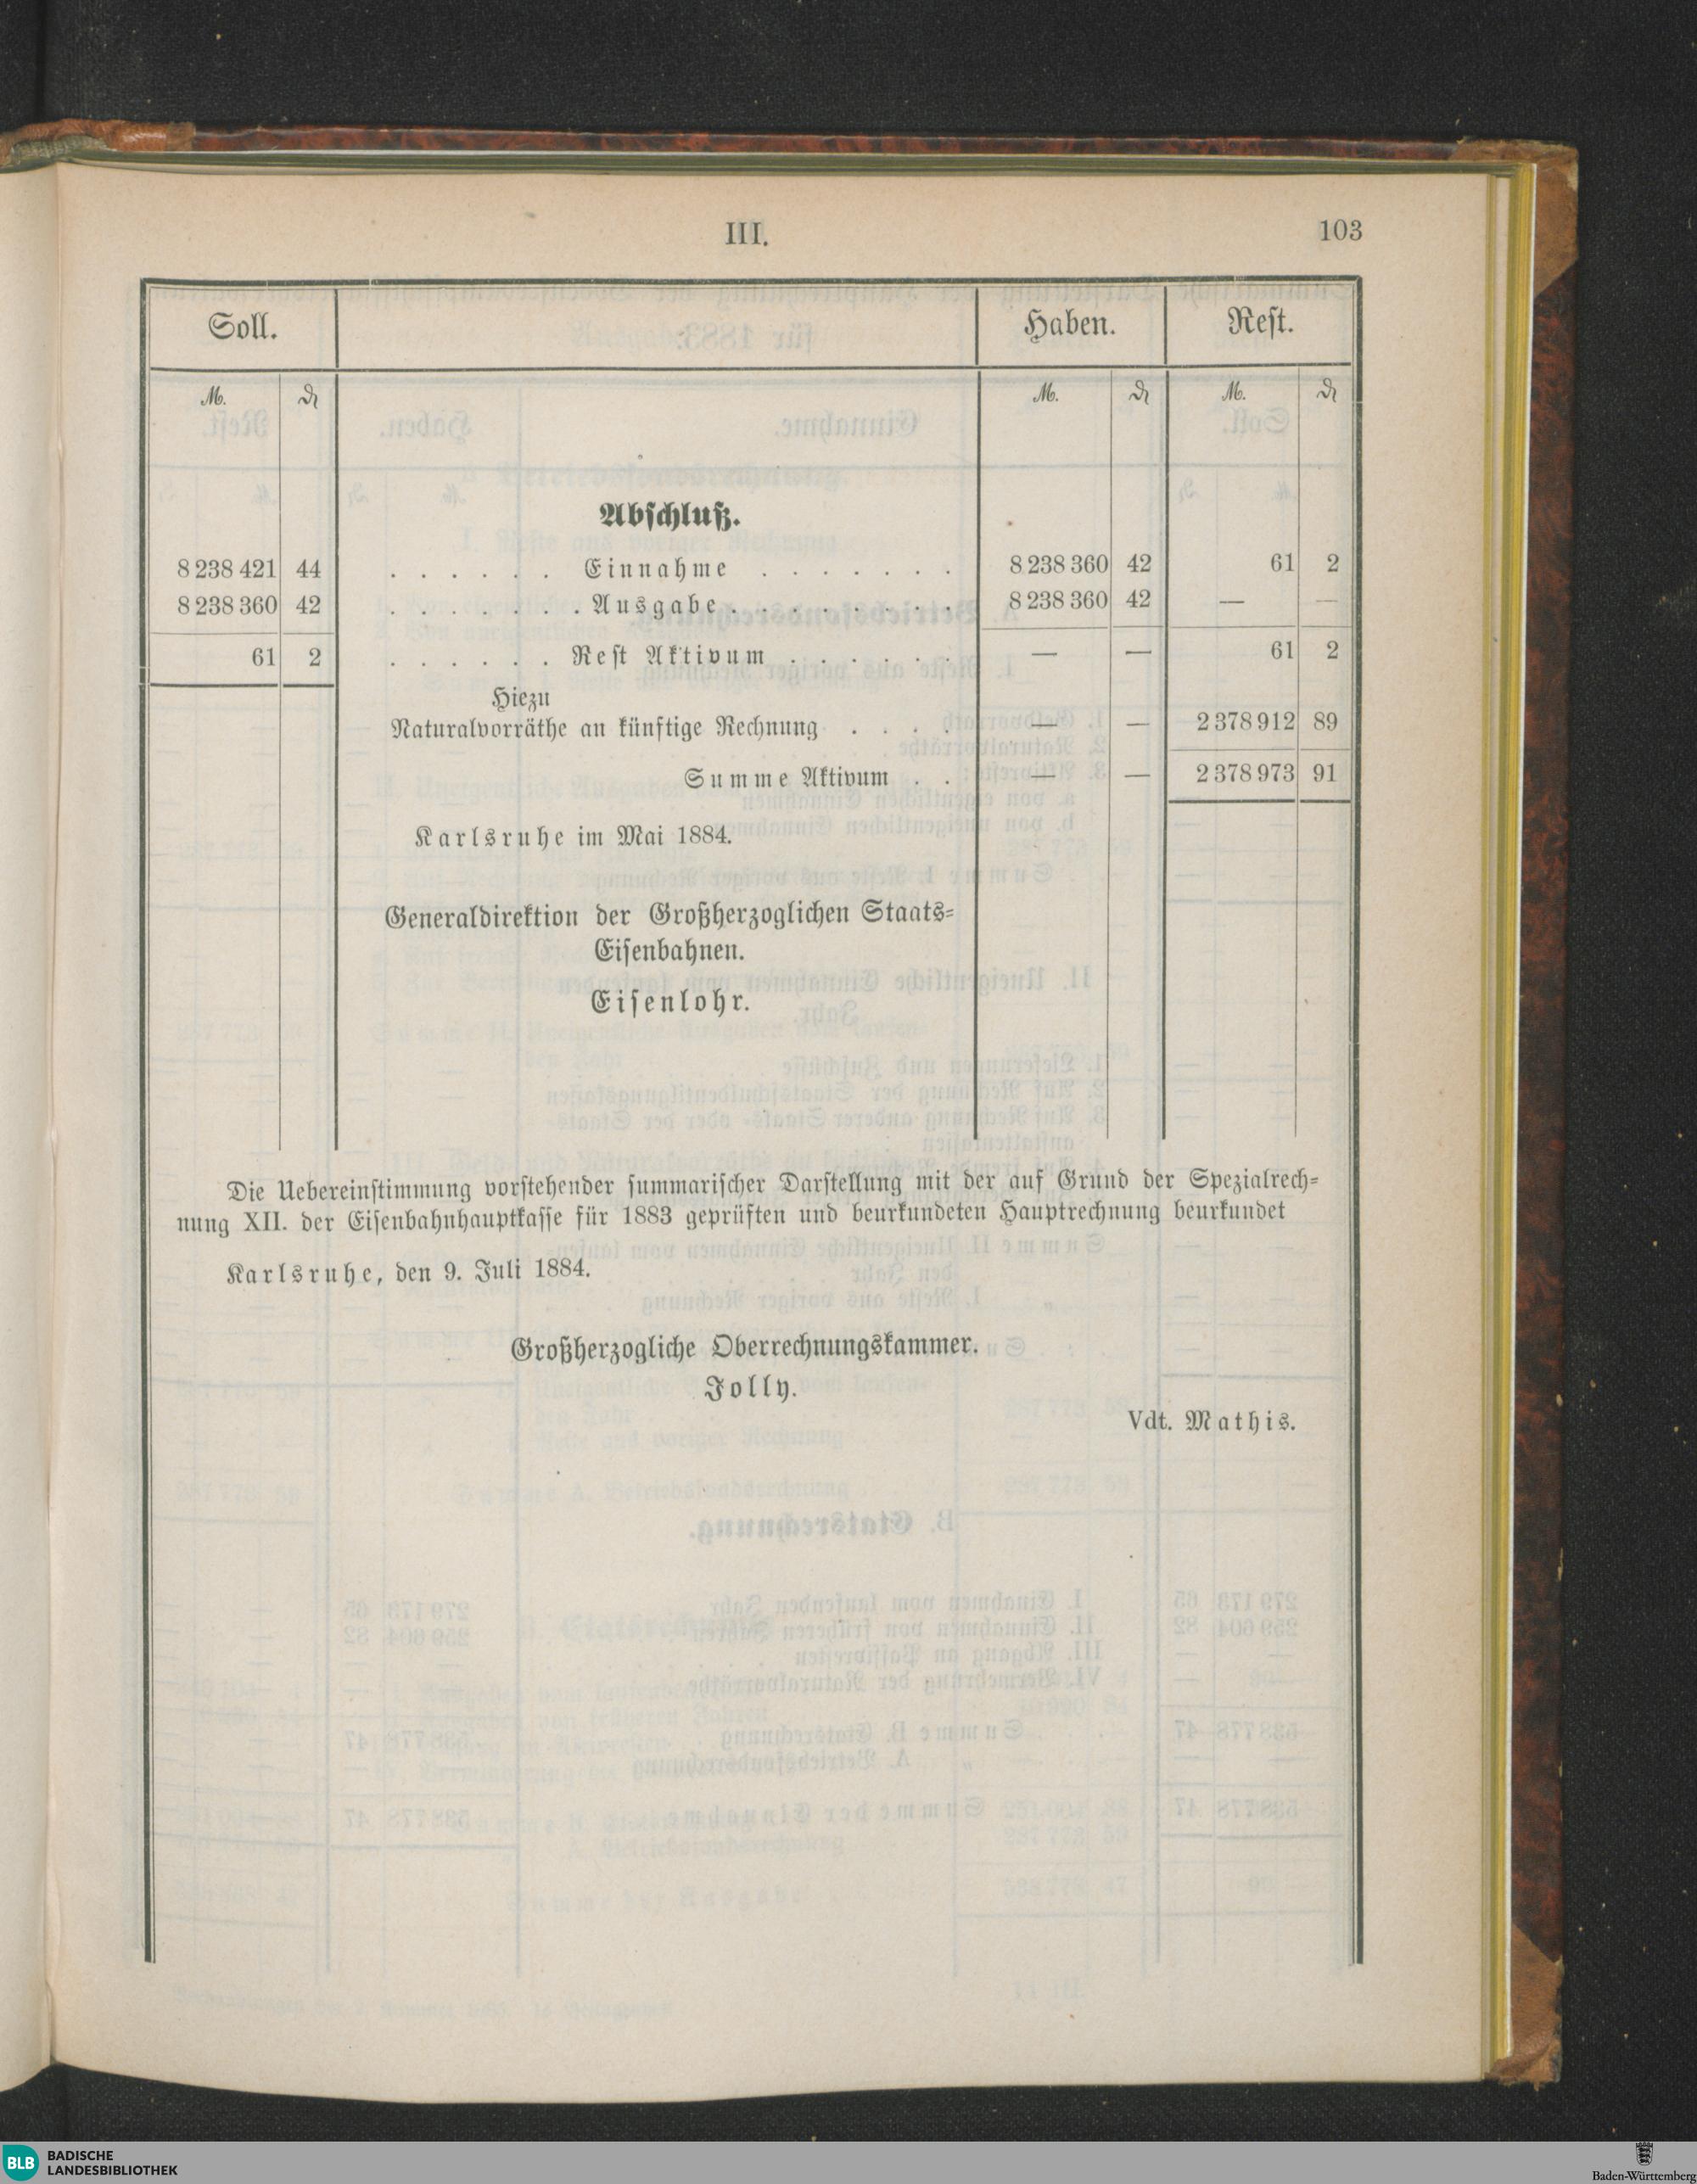 III.
103
Soll. Haben. Rest.
ℳ ₰ ℳ ₰ ℳ ₰
Abschluß.
8 238 421 44 . . . . . . Einnahme . . . . . . . 8 238 360 42 61 2
8 238 360 42 . . . . . . . Ausgabe . . . . . . . . 8 238 360 42 — —
61 2 . . . . . . Rest Aktivum . . . . . . — — 61 2
Hiezu
Naturalvorräthe an künftige Rechnung . . . . — — 2 378 912 89
Summe Aktivum . . — — 2 378 973 91
Karlsruhe im Mai 1884.
Generaldirektion der Großherzoglichen Staats-
Eisenbahnen.
Eisenlohr.
Die Uebereinstimmung vorstehender summarischer Darstellung mit der auf Grund der Spezialrech-
nung XII. der Eisenbahnhauptkasse für 1883 geprüften und beurkundeten Hauptrechnung beurkundet
Karlsruhe, den 9. Juli 1884.
Großherzogliche Oberrechnungskammer.
Jolly.
Vdt. Mathis.
BLB BADISCHE
LANDESBIBLIOTHEK
Baden-Württemberg